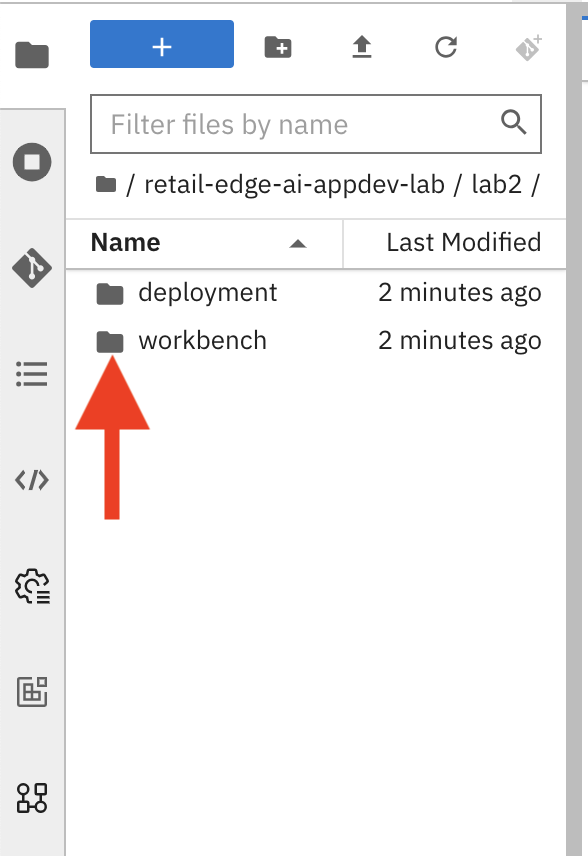 Filter files by name
/ retail-edge-ai-appdev-lab / lab2 /
Name Last Modified
deployment 2 minutes ago
workbench 2 minutes ago